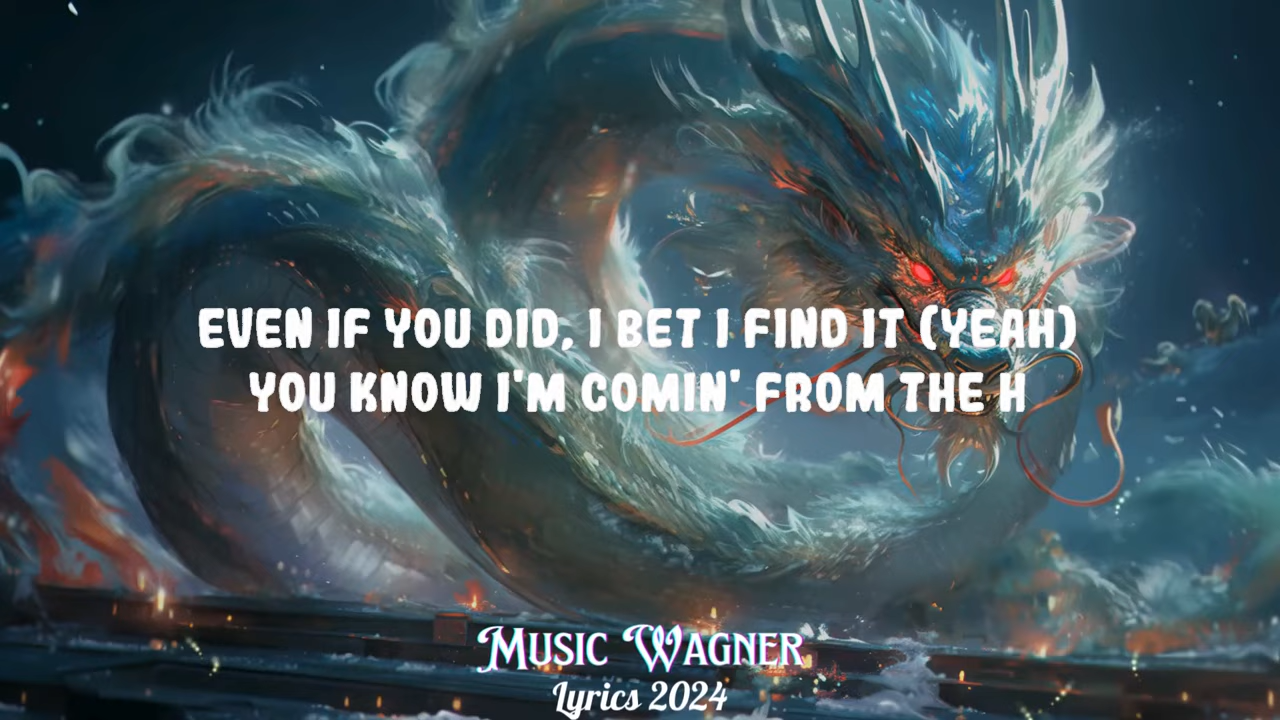 EVEN IF YOU DID, I BET I FIND IT (YEAH)
YOU KNOW I'M COMIN' FROM THE H
MUSIC WAGNER
Lyrics 2024